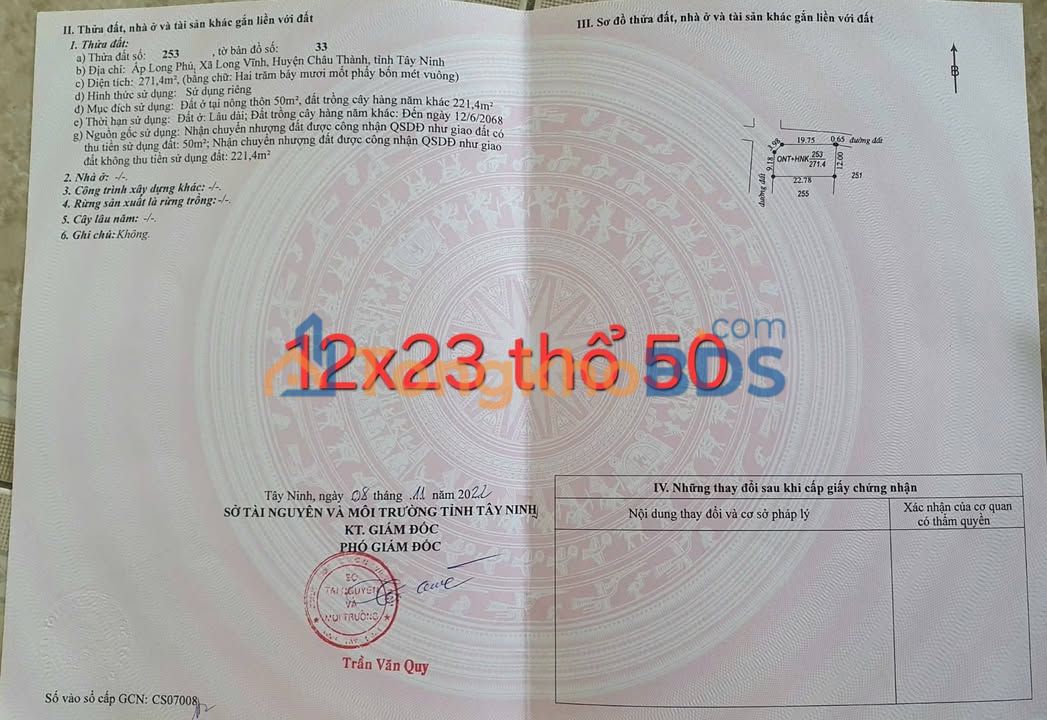 II. Thửa đất, nhà ở và tài sản khác gắn liền với đất
1. Thửa đất:
a) Thửa đất số: 253 , tờ bản đồ số: 33
b) Địa chỉ: Ấp Long Phú, Xã Long Vĩnh, Huyện Châu Thành, tỉnh Tây Ninh
c) Diện tích: 271,4m², (bằng chữ: Hai trăm bảy mươi mốt phẩy bốn mét vuông)
d) Hình thức sử dụng: Sử dụng riêng
đ) Mục đích sử dụng: Đất ở tại nông thôn 50m², đất trồng cây hàng năm khác 221,4m²
e) Thời hạn sử dụng: Đất ở: Lâu dài; Đất trồng cây hàng năm khác: Đến ngày 12/6/2068
g) Nguồn gốc sử dụng: Nhận chuyển nhượng đất được công nhận QSDĐ như giao đất có
thu tiền sử dụng đất: 50m²; Nhận chuyển nhượng đất được công nhận QSDĐ như giao
đất không thu tiền sử dụng đất: 221,4m²
2. Nhà ở: -/-.
3. Công trình xây dựng khác: -/-.
4. Rừng sản xuất là rừng trồng: -/-.
5. Cây lâu năm: -/-.
6. Ghi chú: Không.
12x23 thổ 50
BDS
com
Tây Ninh, ngày 08 tháng 11 năm 2022
SỞ TÀI NGUYÊN VÀ MÔI TRƯỜNG TỈNH TÂY NINH
KT. GIÁM ĐỐC
PHÓ GIÁM ĐỐC
SỞ
TÀI NGUYÊN
VÀ
MÔI TRƯỜNG
Trần Văn Quy
Số vào sổ cấp GCN: CS07008
III. Sơ đồ thửa đất, nhà ở và tài sản khác gắn liền với đất
B
3.98
19.75
0.65
đường đất
9.18
ONT+HNK 253
271.4
12.00
251
đường đất
22.78
255
IV. Những thay đổi sau khi cấp giấy chứng nhận
Nội dung thay đổi và cơ sở pháp lý
Xác nhận của cơ quan
có thẩm quyền